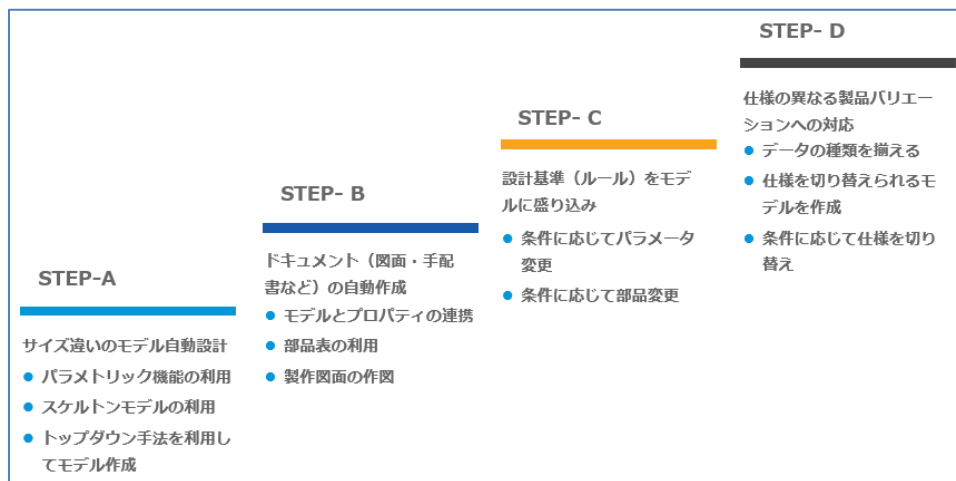 STEP-A
サイズ違いのモデル自動設計
● パラメトリック機能の利用
● スケルトンモデルの利用
● トップダウン手法を利用し
てモデル作成
STEP- B
ドキュメント（図面・手配
書など）の自動作成
● モデルとプロパティの連携
● 部品表の利用
● 製作図面の作図
STEP- C
設計基準（ルール）をモデ
ルに盛り込み
● 条件に応じてパラメータ
変更
● 条件に応じて部品変更
STEP- D
仕様の異なる製品バリエー
ションへの対応
● データの種類を揃える
● 仕様を切り替えられるモ
デルを作成
● 条件に応じて仕様を切り
替え